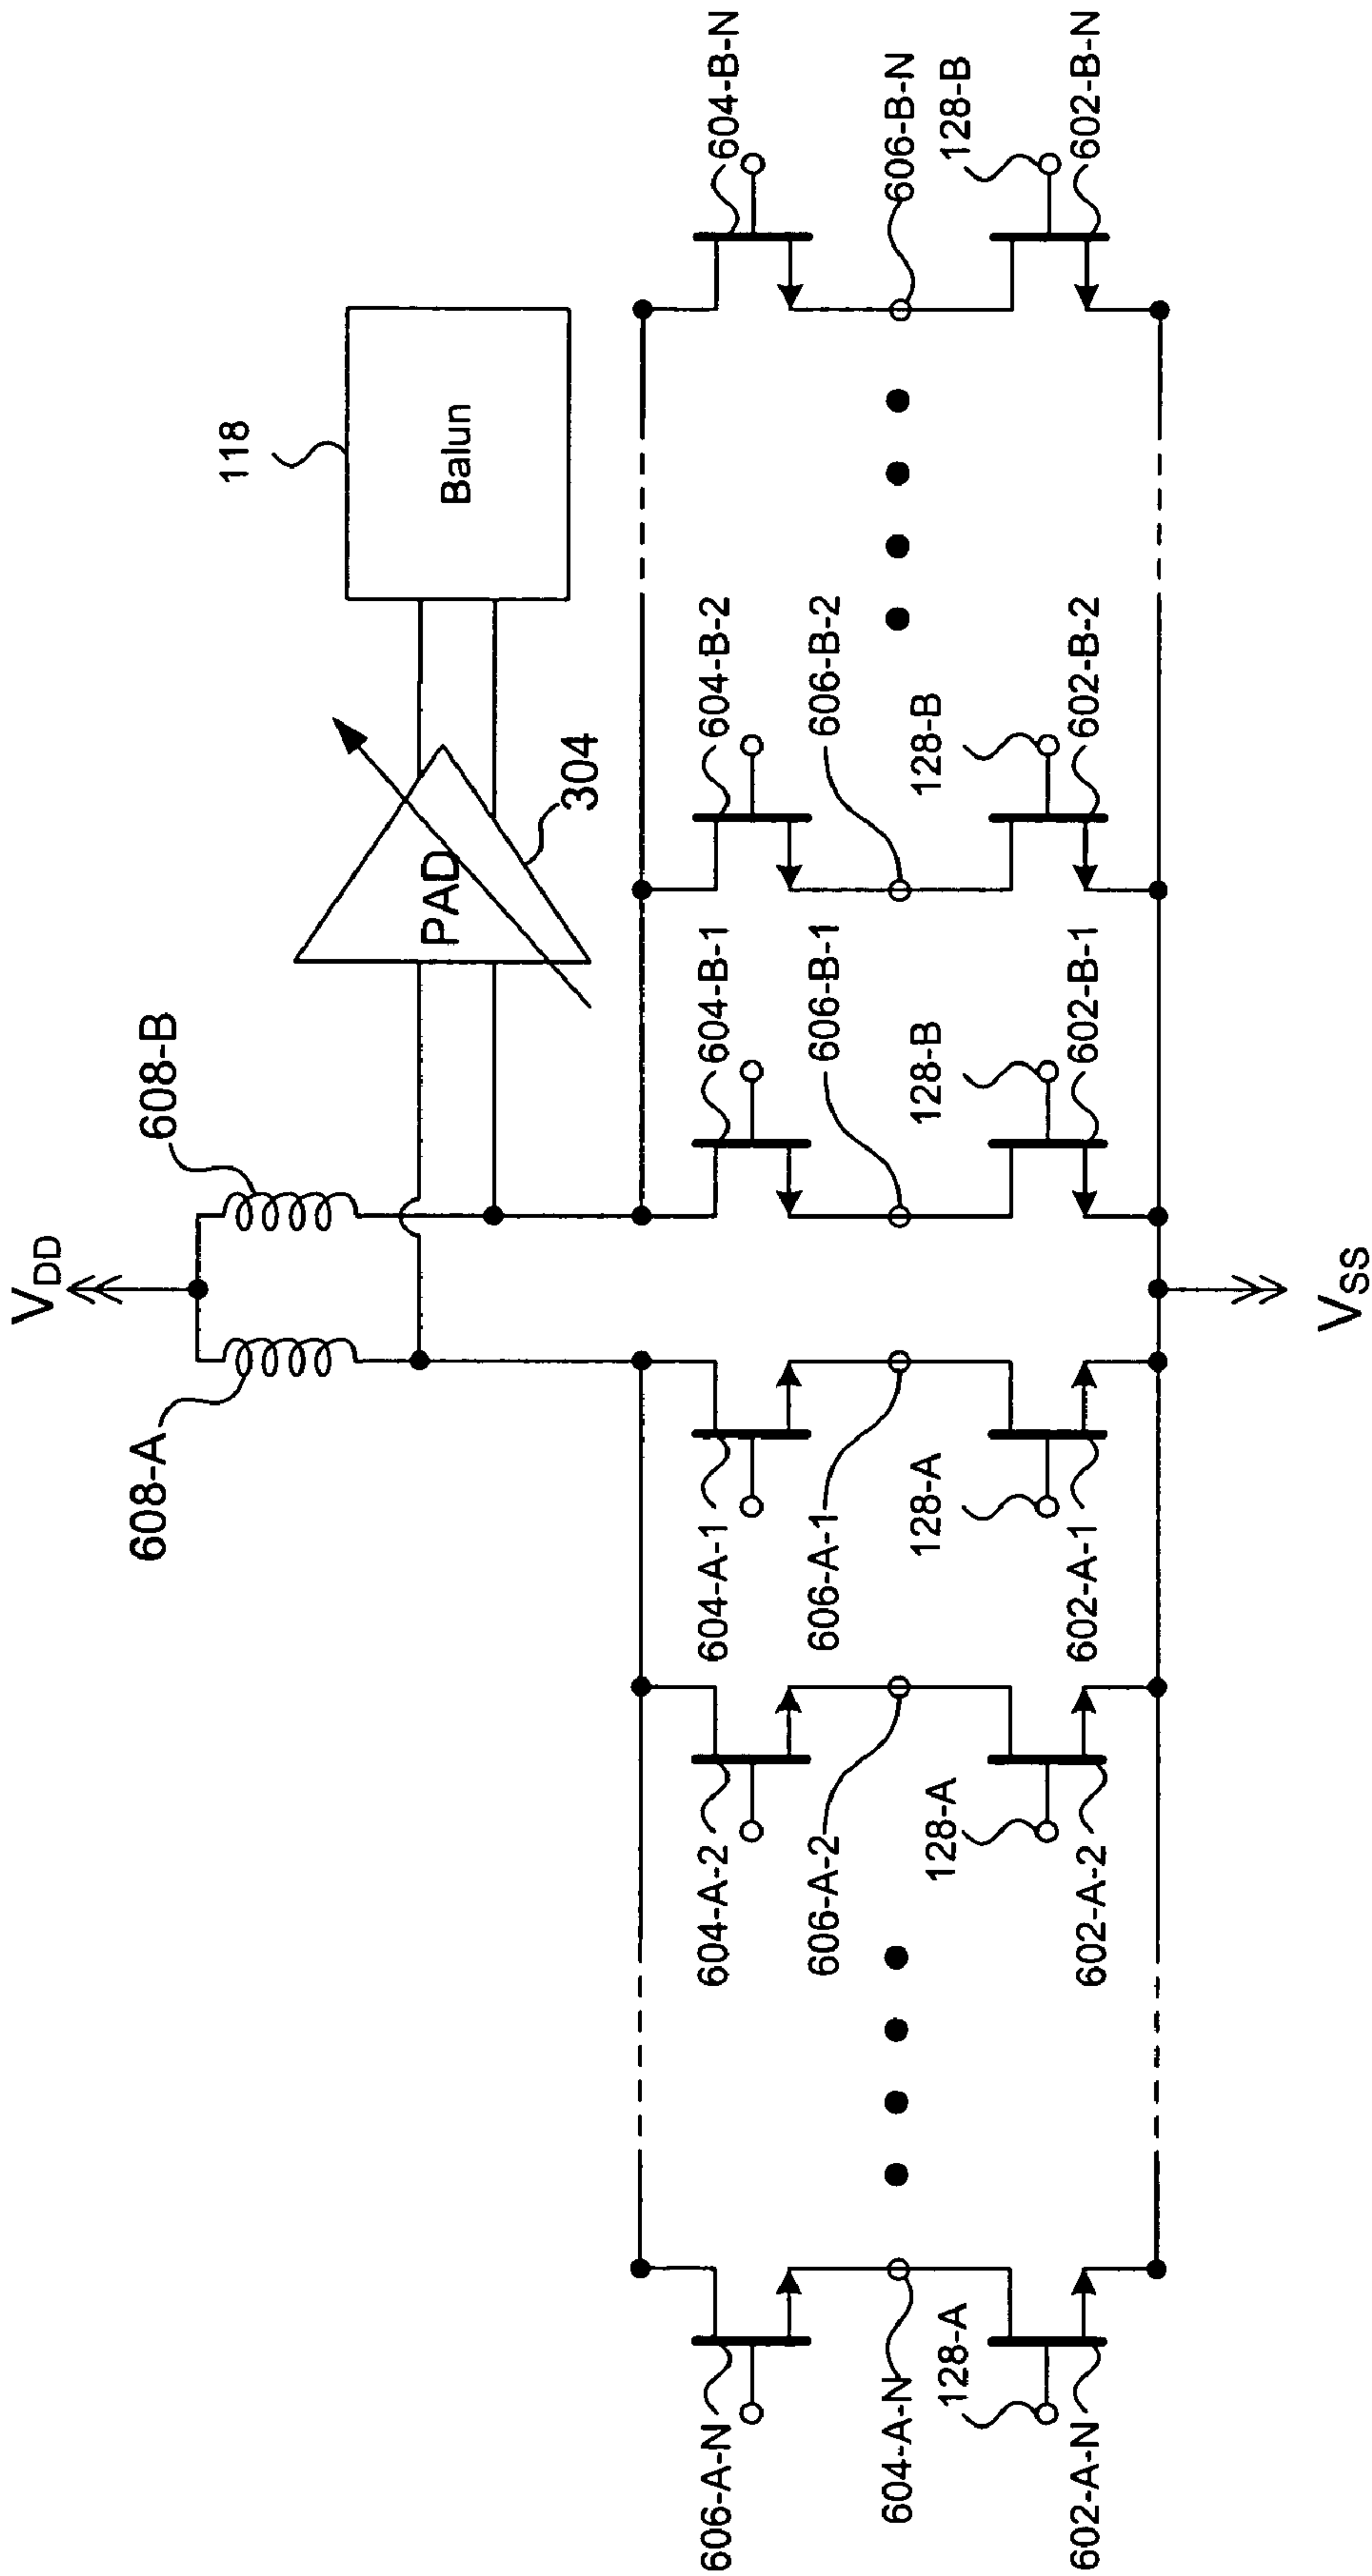 V_DD
608-A
608-B
118
Balun
PAD
304
606-A-N
604-A-2
604-A-1
604-B-1
604-B-2
604-B-N
604-A-N
606-A-2
606-A-1
606-B-1
606-B-2
606-B-N
128-A
128-A
128-A
128-B
128-B
128-B
602-A-N
602-A-2
602-A-1
602-B-1
602-B-2
602-B-N
V_SS